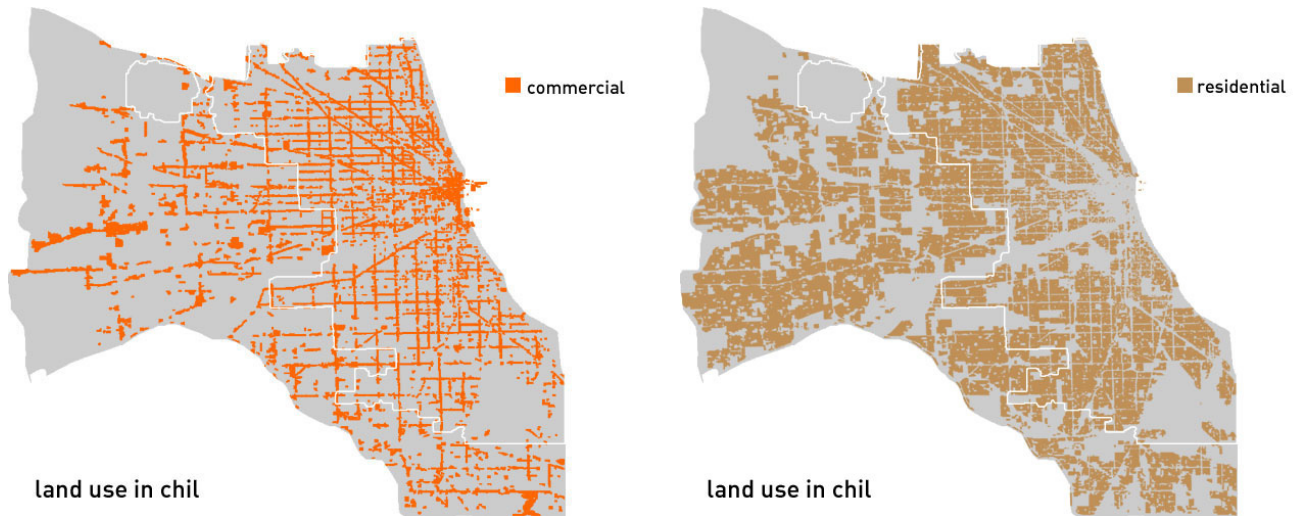 commercial
residential
land use in chil
land use in chil